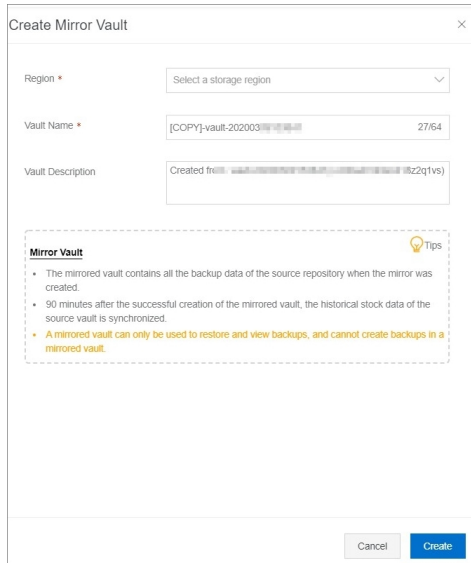 Create Mirror Vault
Region *
Select a storage region
Vault Name *
[COPY]-vault-202003
27/64
Vault Description
Created 8z2q1vs)
Tips
Mirror Vault
• The mirrored vault contains all the backup data of the source repository when the mirror was
created.
• 90 minutes after the successful creation of the mirrored vault, the historical stock data of the
source vault is synchronized.
• A mirrored vault can only be used to restore and view backups, and cannot create backups in a
mirrored vault.
Cancel
Create